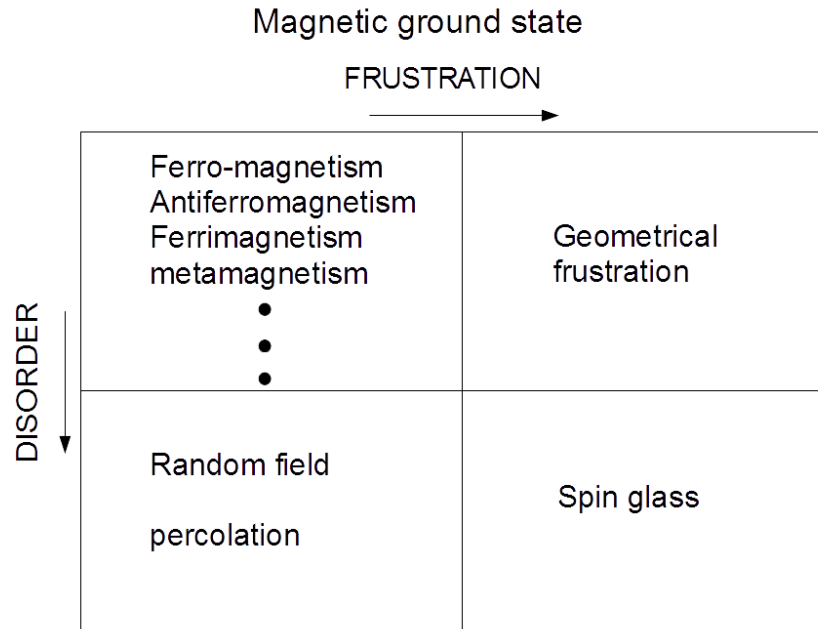 Magnetic ground state
FRUSTRATION
Ferro-magnetism
Antiferromagnetism
Ferrimagnetism
metamagnetism
Geometrical
frustration
DISORDER
Random field
percolation
Spin glass